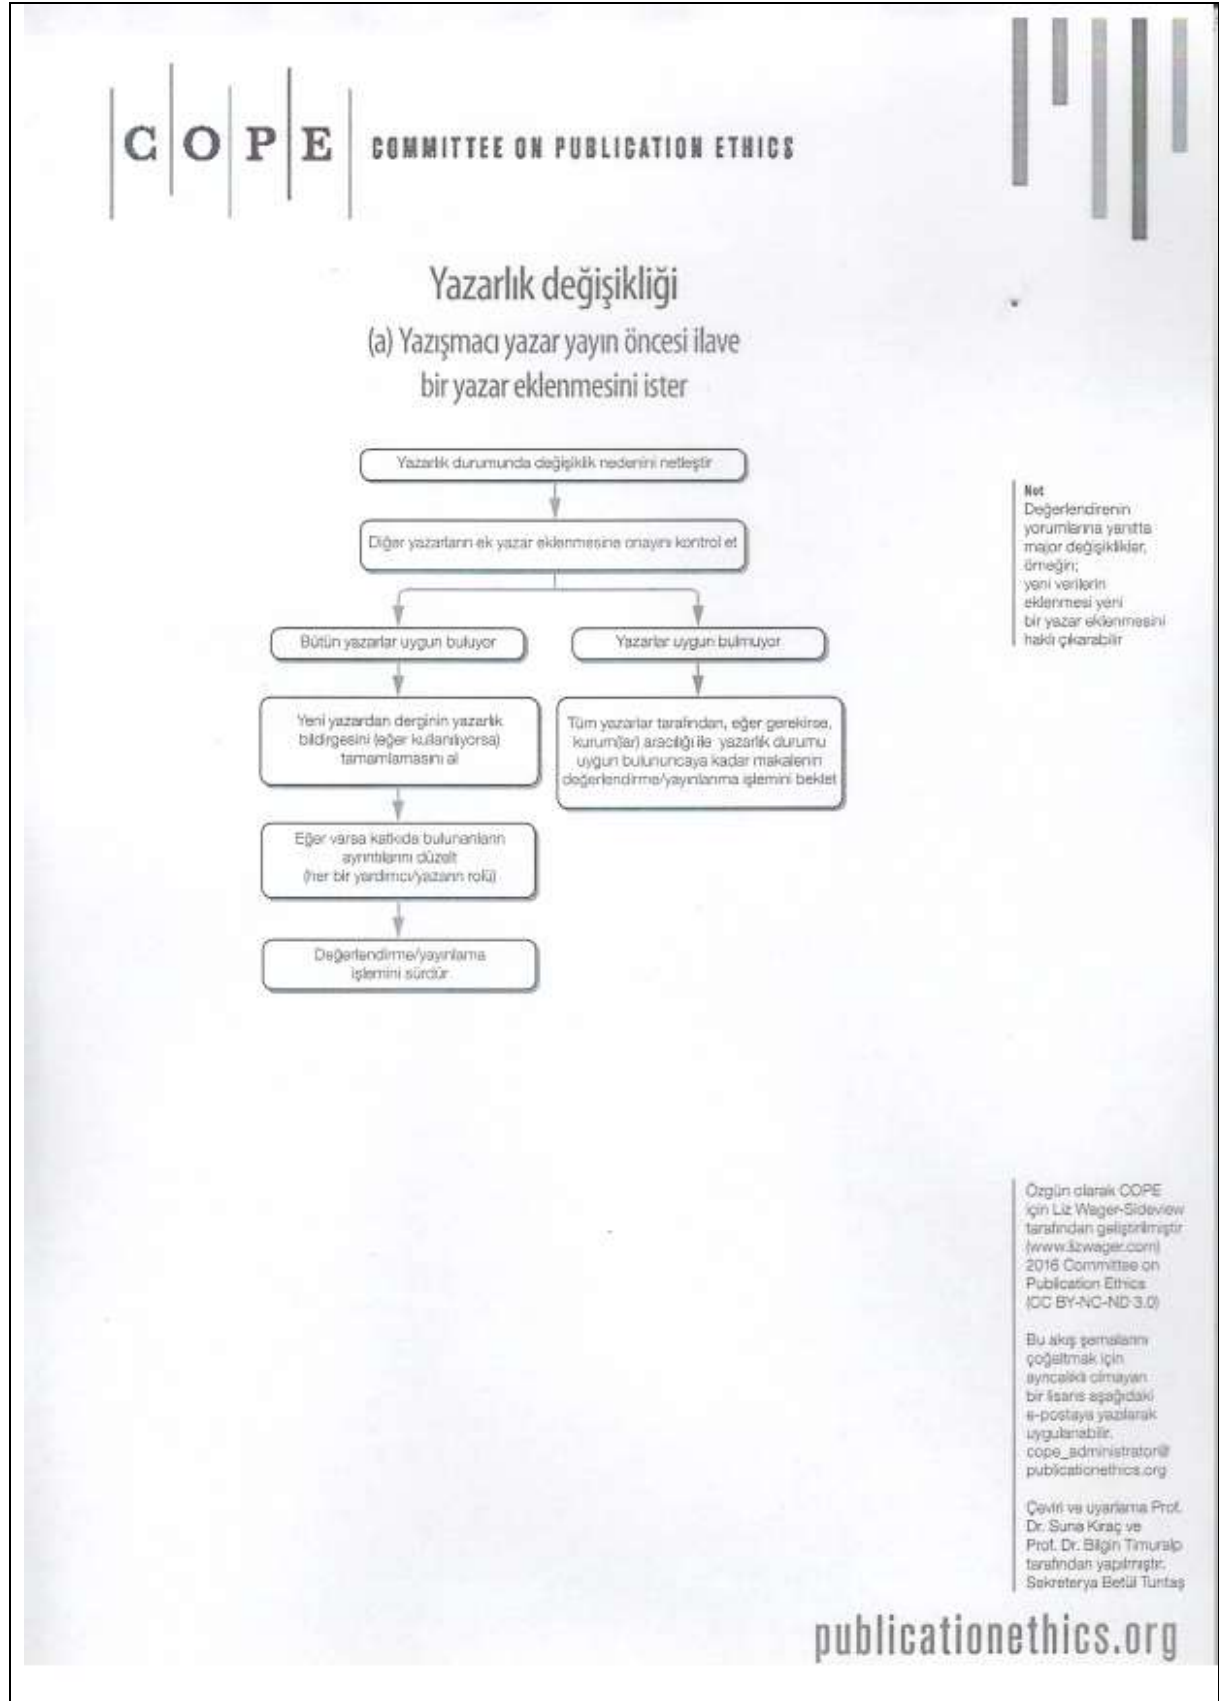 COPE
COMMITTEE ON PUBLICATION ETHICS
Yazarlık değişikliği
(a) Yazışmacı yazar yayın öncesi ilave
bir yazar eklenmesini ister
Yazarlık durumunda değişiklik nedenini netleştir
Diğer yazarların ek yazar eklenmesine onayını kontrol et
Bütün yazarlar uygun buluyor
Yazarlar uygun bulmuyor
Yeni yazardan derginin yazarlık
bildirgesini (eğer kullanılıyorsa)
tamamlamasını al
Tüm yazarlar tarafından, eğer gerekirse,
kurum(lar) aracılığı ile yazarlık durumu
uygun bulununcaya kadar makalenin
değerlendirme/yayınlanma işlemini beklet
Eğer varsa katkıda bulunanların
ayrıntılarını düzelt
(her bir yardımcı/yazarın rolü)
Değerlendirme/yayınlama
işlemini sürdür
Not
Değerlendirenin
yorumlarına yanıtta
major değişiklikler,
örneğin;
yeni verilerin
eklenmesi yeni
bir yazar eklenmesini
haklı çıkarabilir
Özgün olarak COPE
için Liz Wager-Sideview
tarafından geliştirilmiştir
(www.lizwager.com)
2016 Committee on
Publication Ethics
(CC BY-NC-ND 3.0)
Bu akış şemalarını
çoğaltmak için
ayrıcalıklı olmayan
bir lisans aşağıdaki
e-postaya yazılarak
uygulanabilir.
cope_administrator@
publicationethics.org
Çeviri ve uyarlama Prof.
Dr. Suna Kıraç ve
Prof. Dr. Bilgin Timuralp
tarafından yapılmıştır.
Sekreterya Betül Tuntaş
publicationethics.org